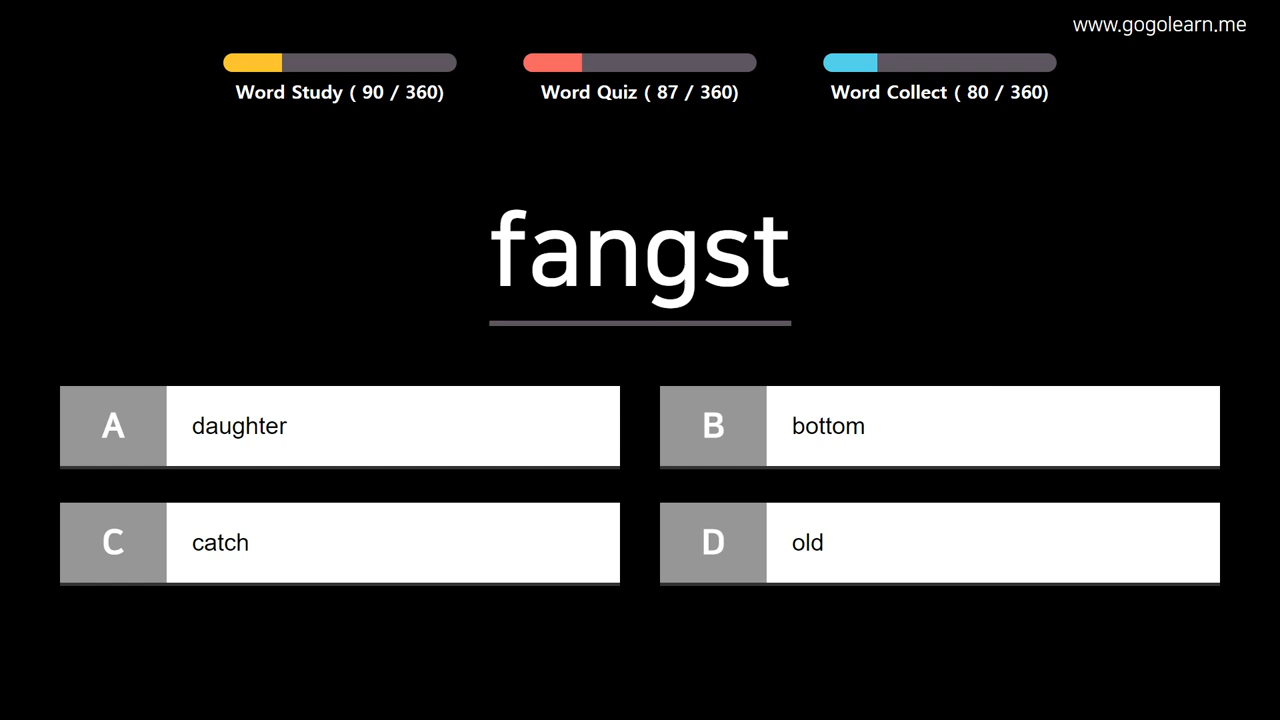 www.gogolearn.me
Word Study ( 90 / 360)
Word Quiz ( 87 / 360)
Word Collect ( 80 / 360)
fangst
A daughter
B bottom
C catch
D old